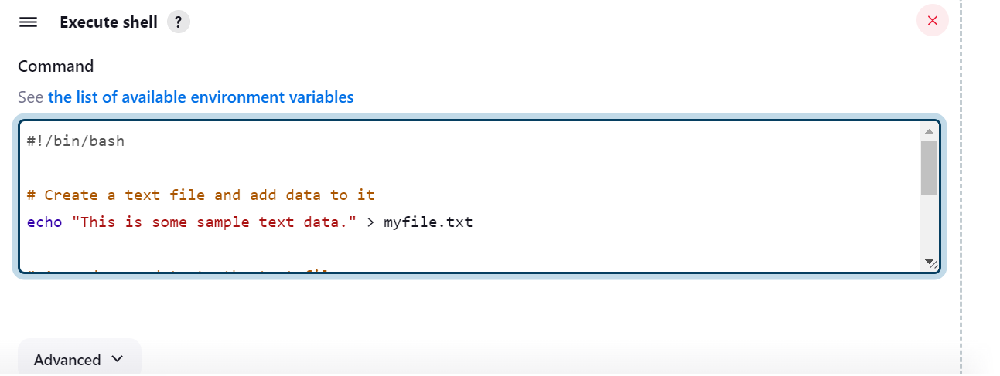 Execute shell ?
Command
See the list of available environment variables
#!/bin/bash
# Create a text file and add data to it
echo "This is some sample text data." > myfile.txt
Advanced